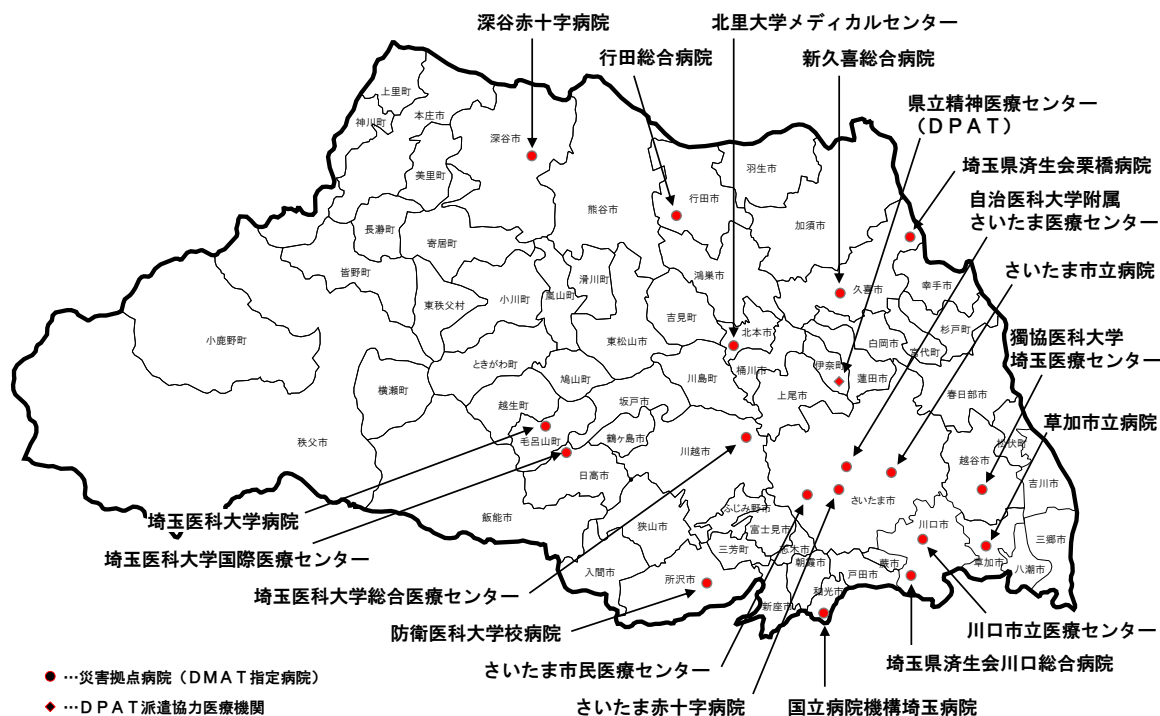 深谷赤十字病院
北里大学メディカルセンター
行田総合病院
新久喜総合病院
県立精神医療センター
（ＤＰＡＴ）
埼玉県済生会栗橋病院
自治医科大学附属
さいたま医療センター
さいたま市立病院
獨協医科大学
埼玉医療センター
草加市立病院
上里町
神川町
本庄市
深谷市
美里町
長瀞町
寄居町
皆野町
熊谷市
行田市
羽生市
加須市
鴻巣市
久喜市
幸手市
杉戸町
宮代町
白岡市
小鹿野町
東秩父村
小川町
嵐山町
滑川町
吉見町
北本市
東松山市
ときがわ町
横瀬町
鳩山町
川島町
桶川市
伊奈町
蓮田市
上尾市
春日部市
越生町
坂戸市
秩父市
毛呂山町
鶴ヶ島市
川越市
松伏町
越谷市
吉川市
日高市
さいたま市
飯能市
ふじみ野市
狭山市
富士見市
川口市
三郷市
三芳町
志木市
朝霞市
蕨市
戸田市
草加市
八潮市
入間市
所沢市
和光市
新座市
埼玉医科大学病院
埼玉医科大学国際医療センター
埼玉医科大学総合医療センター
防衛医科大学校病院
さいたま市民医療センター
さいたま赤十字病院
国立病院機構埼玉病院
埼玉県済生会川口総合病院
川口市立医療センター
…災害拠点病院（ＤＭＡＴ指定病院）
…ＤＰＡＴ派遣協力医療機関